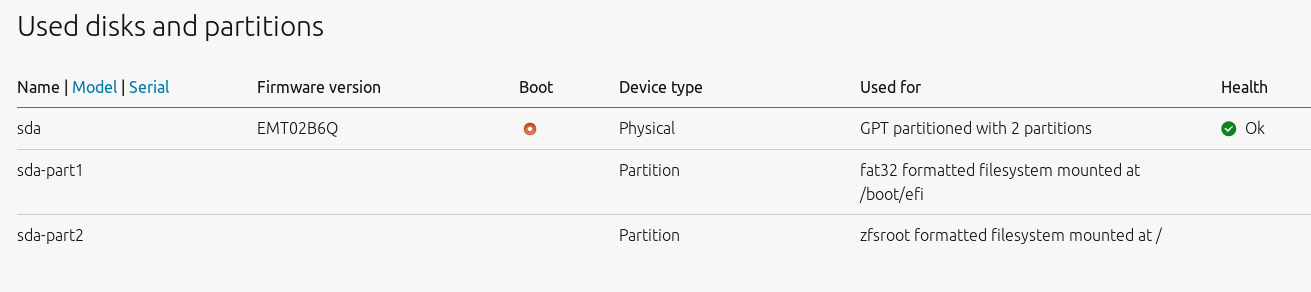 Used disks and partitions
Name | Model | Serial Firmware version Boot Device type Used for Health
sda EMT02B6Q Physical GPT partitioned with 2 partitions Ok
sda-part1 Partition fat32 formatted filesystem mounted at
/boot/efi
sda-part2 Partition zfsroot formatted filesystem mounted at /